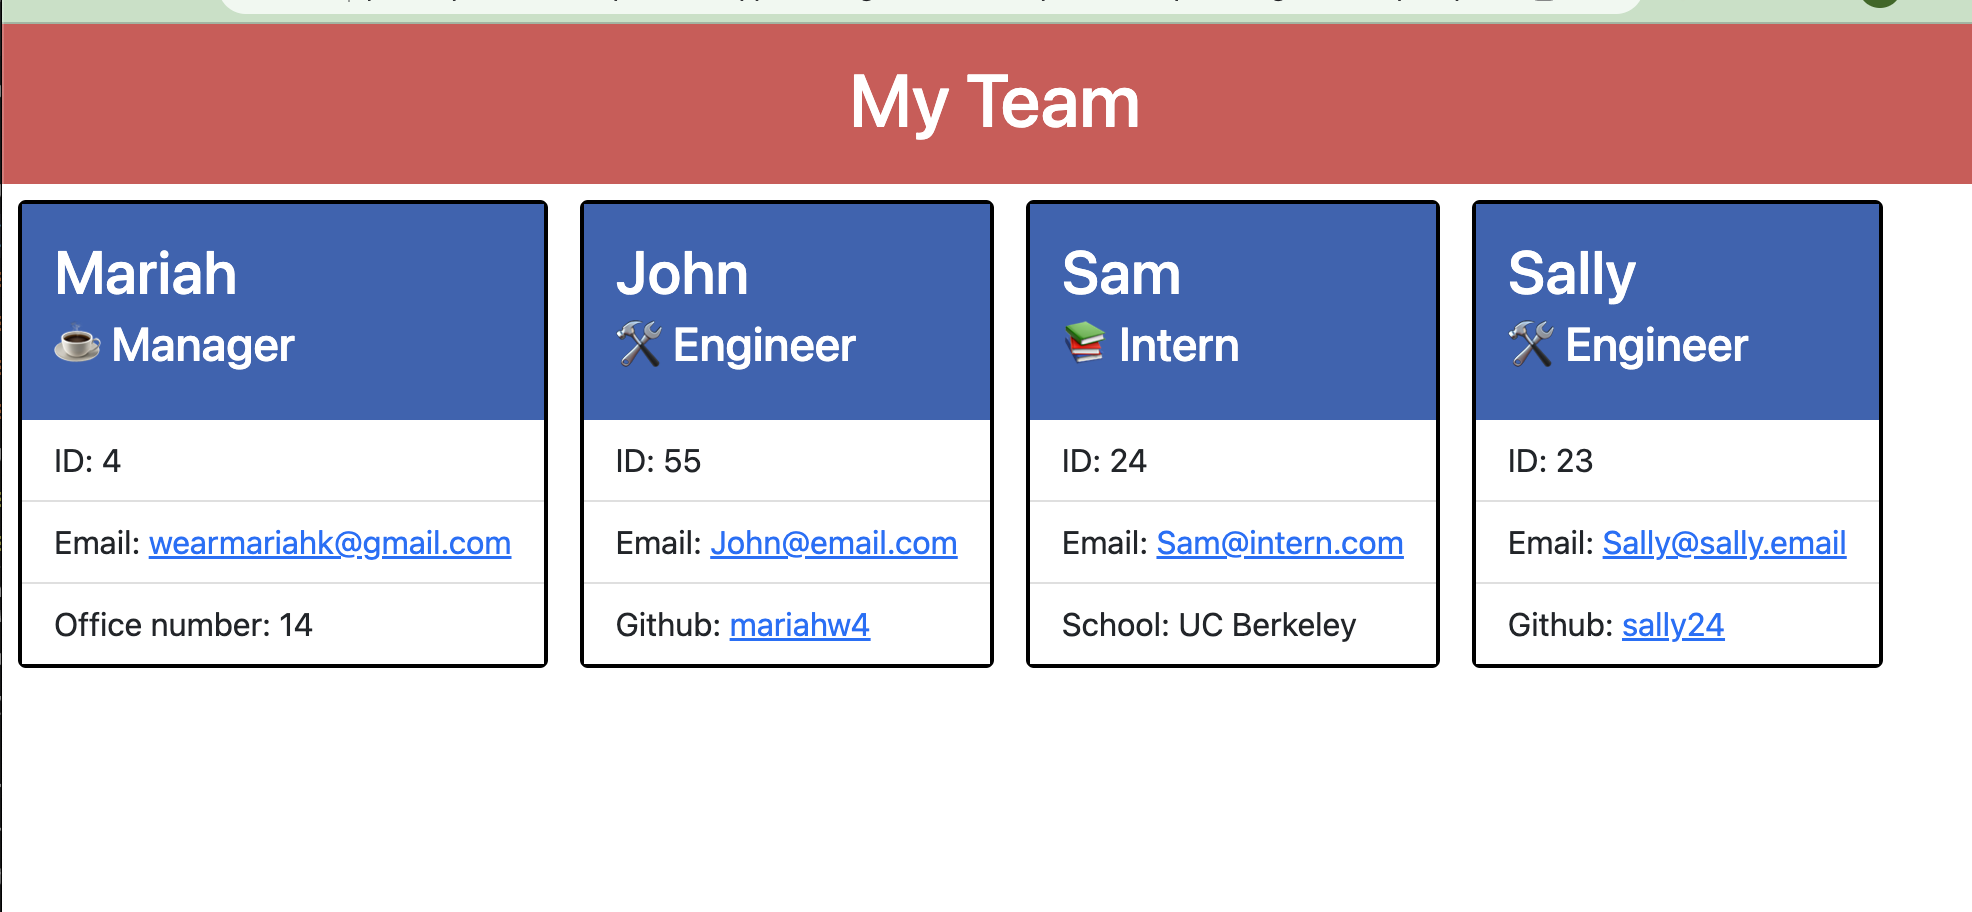 My Team
Mariah
☕ Manager
ID: 4
Email: wearmariahk@gmail.com
Office number: 14
John
🛠 Engineer
ID: 55
Email: John@email.com
Github: mariahw4
Sam
📚 Intern
ID: 24
Email: Sam@intern.com
School: UC Berkeley
Sally
🛠 Engineer
ID: 23
Email: Sally@sally.email
Github: sally24